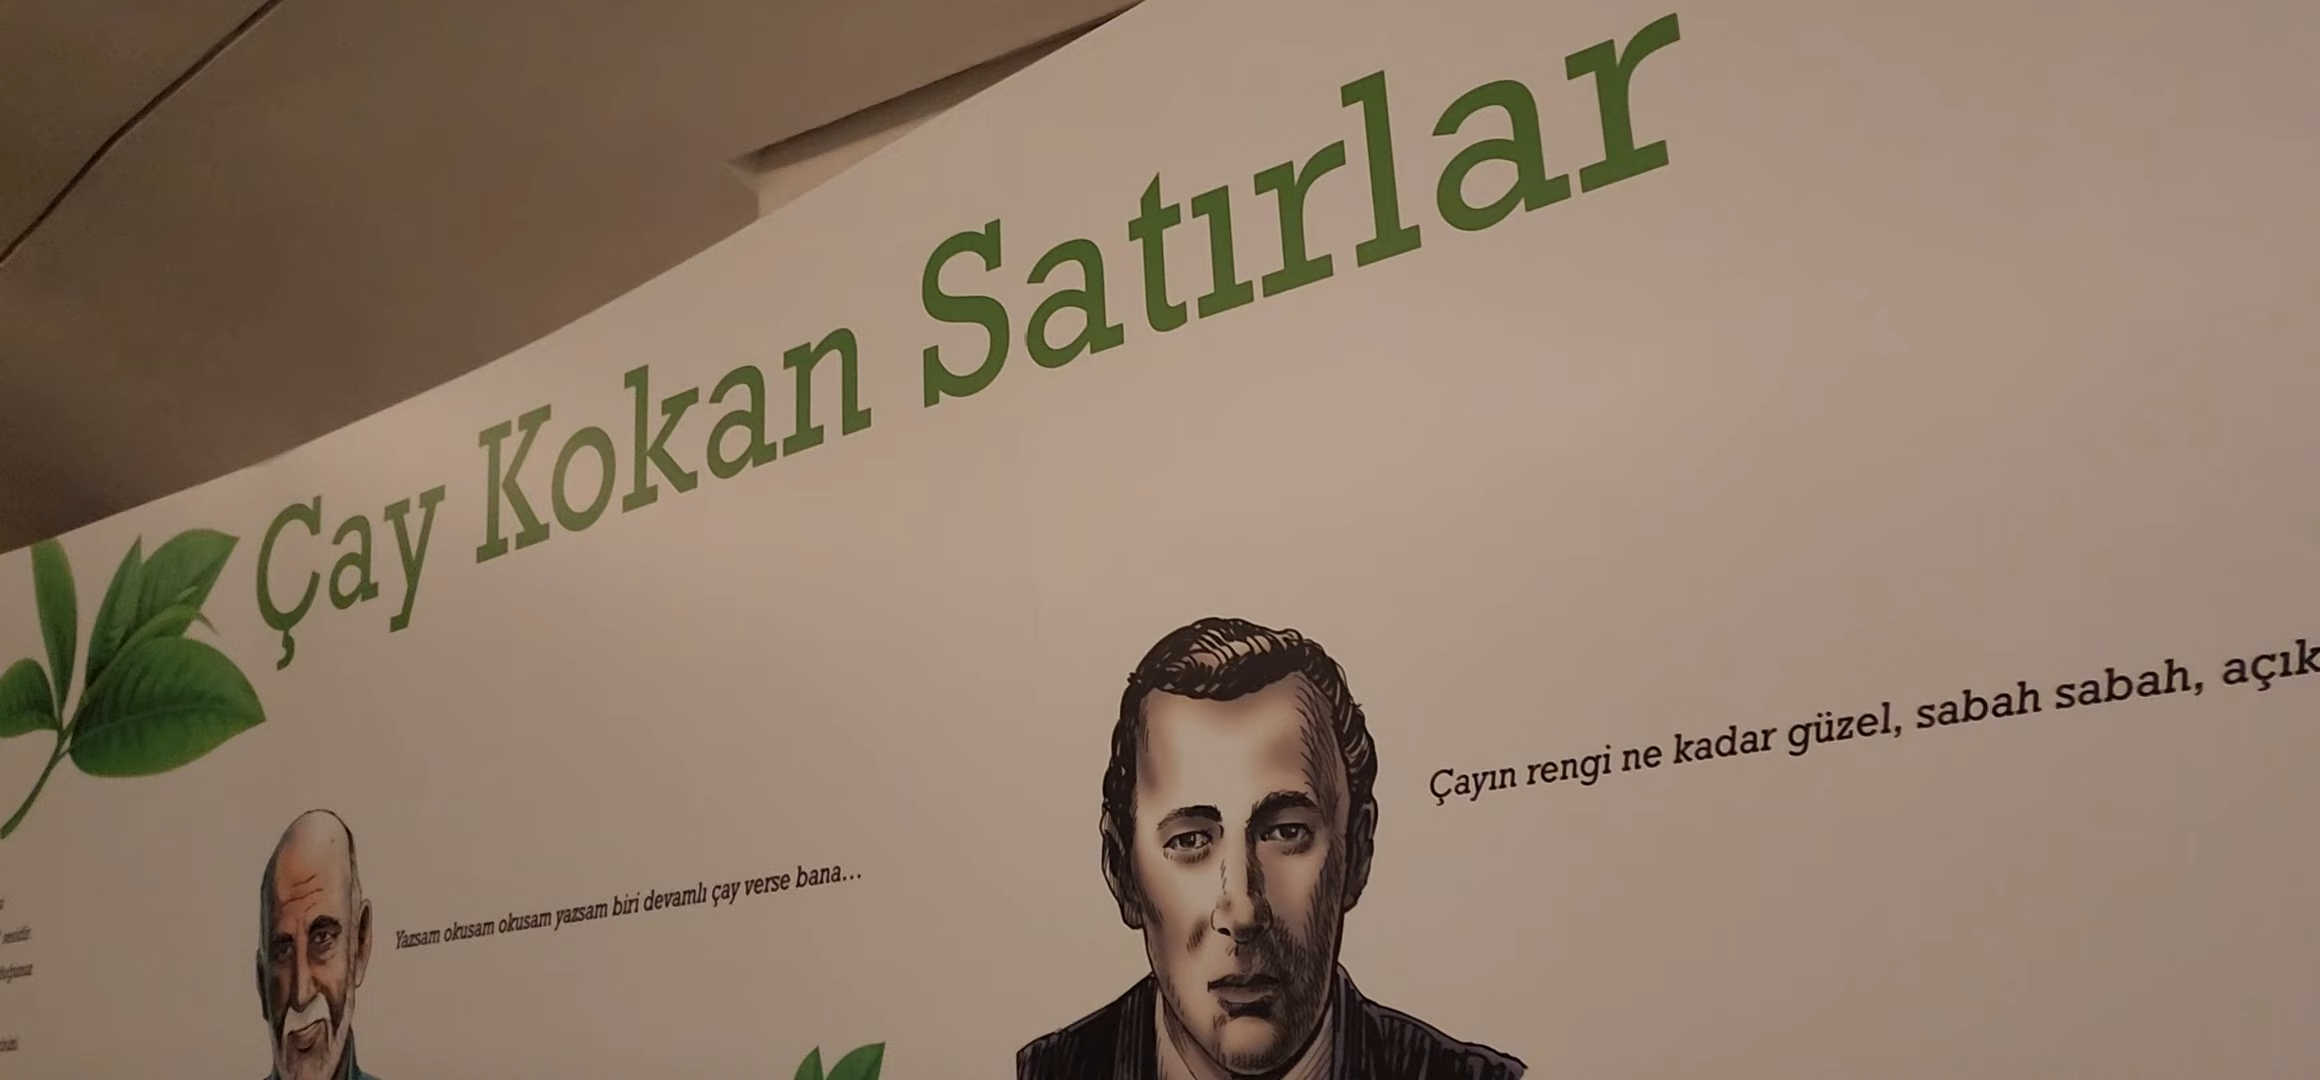 Çay Kokan Satırlar
Çayın rengi ne kadar güzel, sabah sabah, açık
Yazsam okusam okusam yazsam biri devamlı çay verse bana...